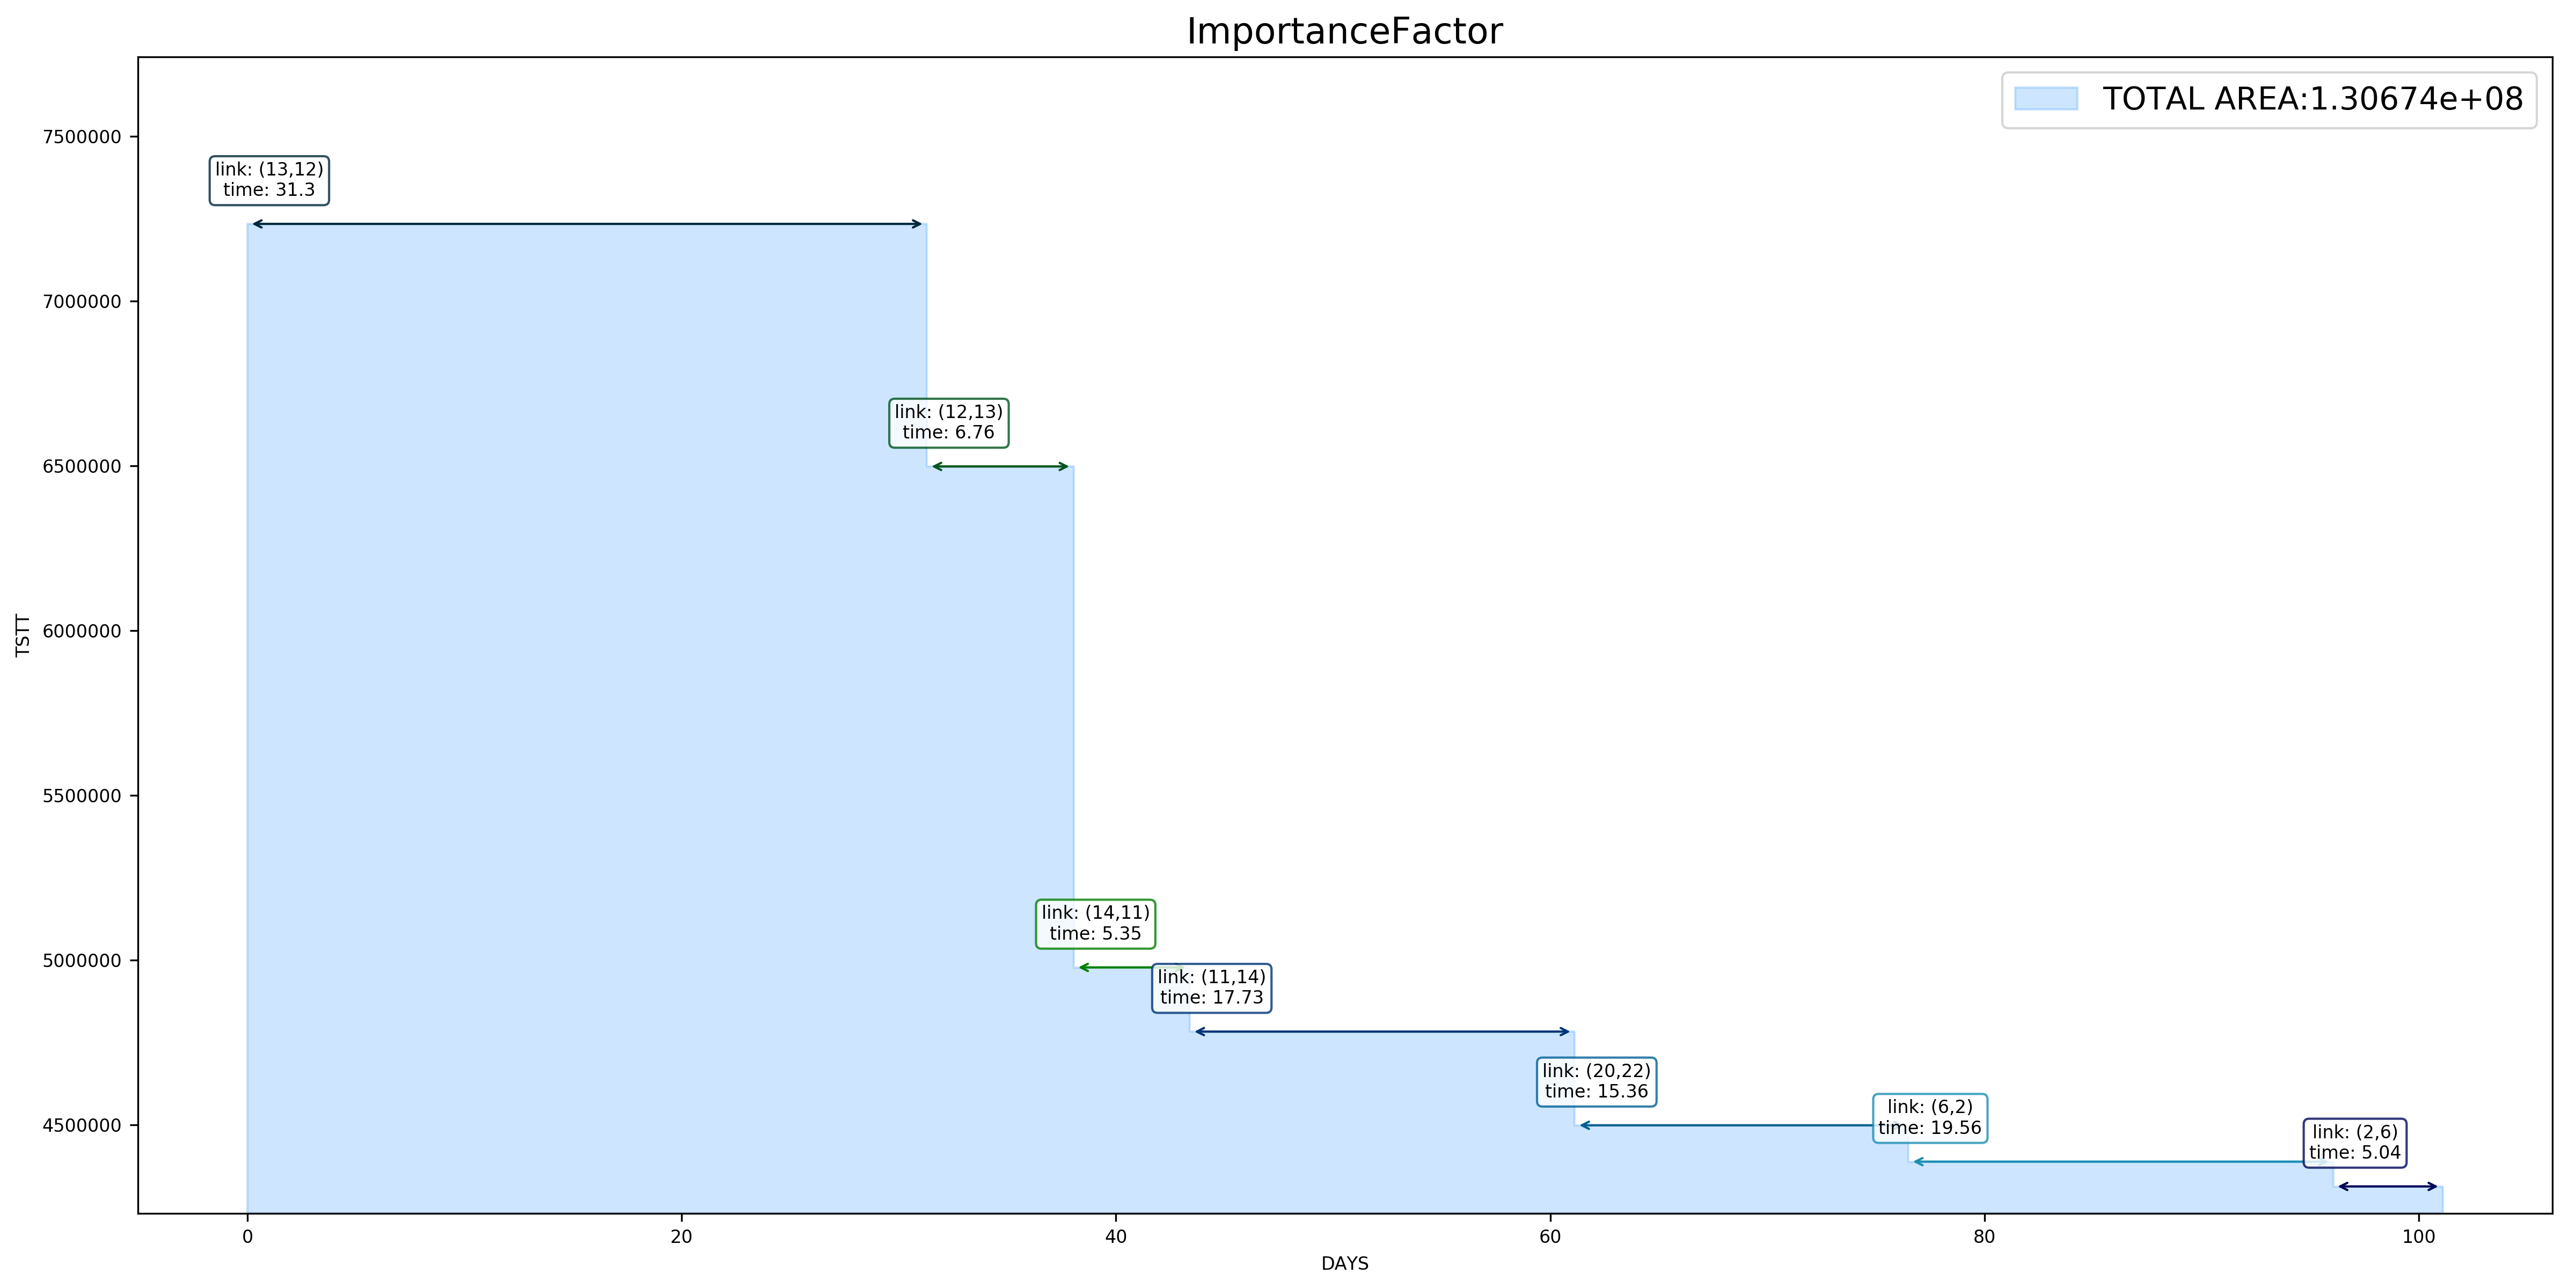 ImportanceFactor
TOTAL AREA:1.30674e+08
TSTT
7500000
7000000
6500000
6000000
5500000
5000000
4500000
link: (13,12)
time: 31.3
link: (12,13)
time: 6.76
link: (14,11)
time: 5.35
link: (11,14)
time: 17.73
link: (20,22)
time: 15.36
link: (6,2)
time: 19.56
link: (2,6)
time: 5.04
0 20 40 60 80 100
DAYS